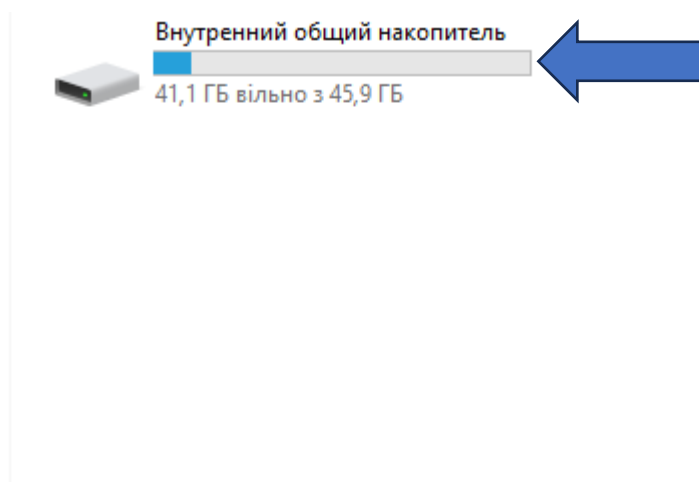 Внутренний общий накопитель
41,1 ГБ вільно з 45,9 ГБ